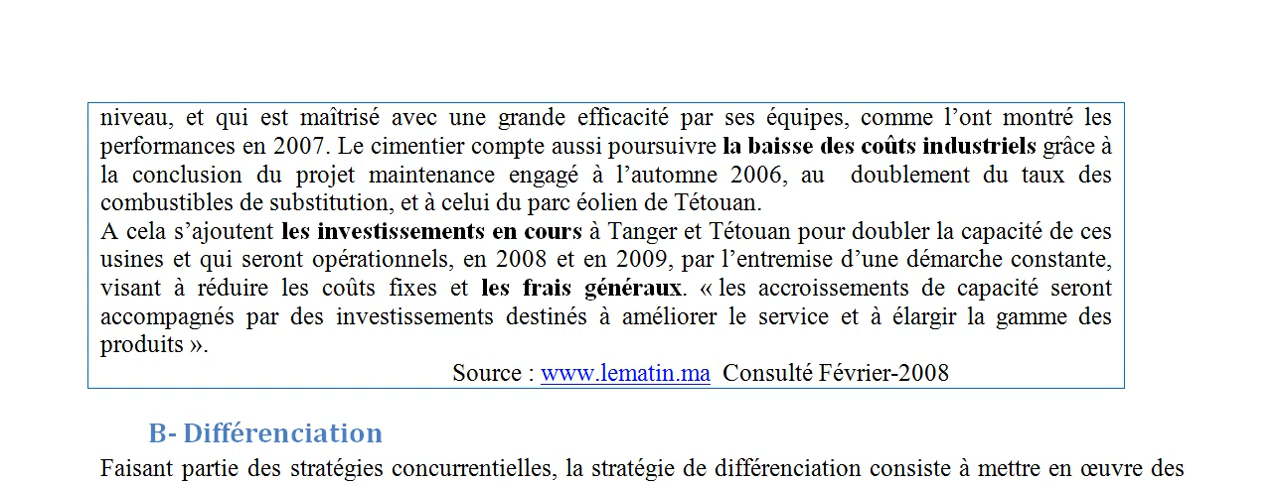 niveau, et qui est maîtrisé avec une grande efficacité par ses équipes, comme l’ont montré les
performances en 2007. Le cimentier compte aussi poursuivre la baisse des coûts industriels grâce à
la conclusion du projet maintenance engagé à l’automne 2006, au doublement du taux des
combustibles de substitution, et à celui du parc éolien de Tétouan.
A cela s’ajoutent les investissements en cours à Tanger et Tétouan pour doubler la capacité de ces
usines et qui seront opérationnels, en 2008 et en 2009, par l’entremise d’une démarche constante,
visant à réduire les coûts fixes et les frais généraux. « les accroissements de capacité seront
accompagnés par des investissements destinés à améliorer le service et à élargir la gamme des
produits ».
Source : www.lematin.ma Consulté Février-2008
B- Différenciation
Faisant partie des stratégies concurrentielles, la stratégie de différenciation consiste à mettre en œuvre des